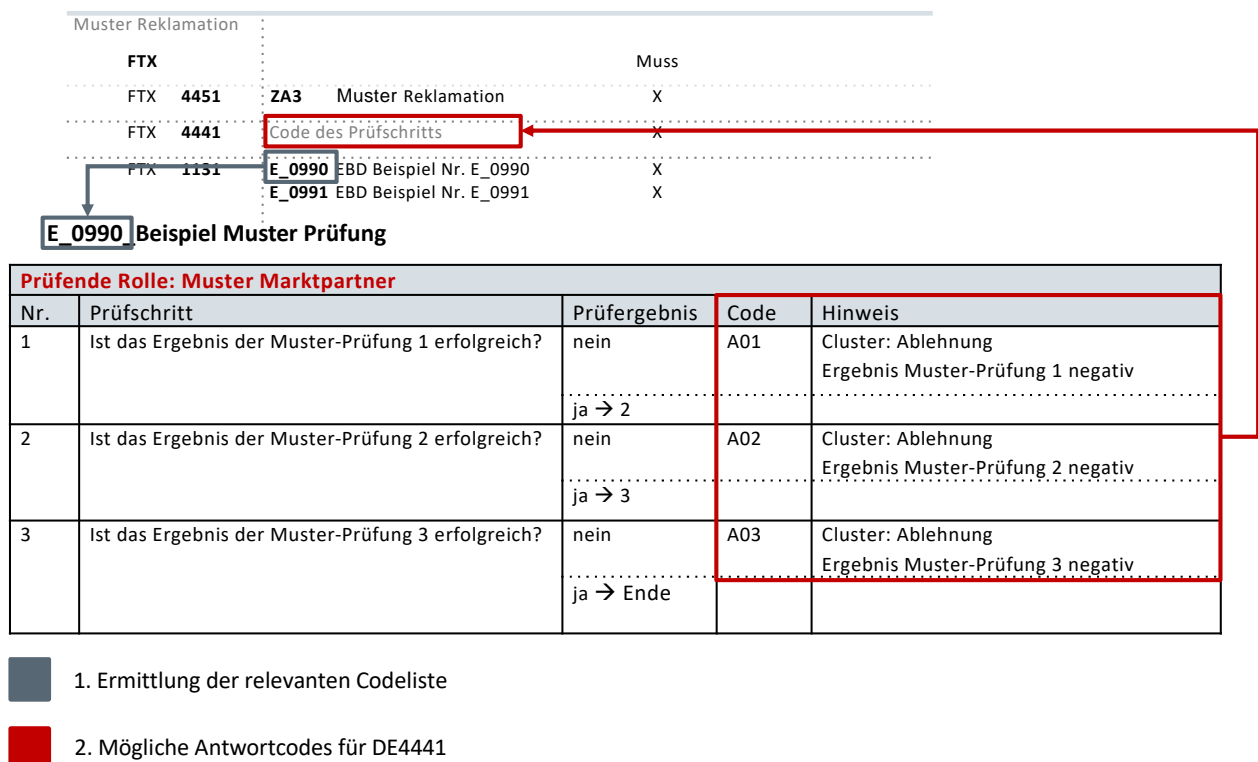 Muster Reklamation
FTX Muss
FTX 4451 ZA3 Muster Reklamation X
FTX 4441 Code des Prüfschritts X
FTX 1131 E_0990 EBD Beispiel Nr. E_0990 X
E_0991 EBD Beispiel Nr. E_0991 X
E_0990_Beispiel Muster Prüfung
Prüfende Rolle: Muster Marktpartner
Nr. Prüfschritt Prüfergebnis Code Hinweis
1 Ist das Ergebnis der Muster-Prüfung 1 erfolgreich? nein A01 Cluster: Ablehnung
Ergebnis Muster-Prüfung 1 negativ
ja → 2
2 Ist das Ergebnis der Muster-Prüfung 2 erfolgreich? nein A02 Cluster: Ablehnung
Ergebnis Muster-Prüfung 2 negativ
ja → 3
3 Ist das Ergebnis der Muster-Prüfung 3 erfolgreich? nein A03 Cluster: Ablehnung
Ergebnis Muster-Prüfung 3 negativ
ja → Ende
1. Ermittlung der relevanten Codeliste
2. Mögliche Antwortcodes für DE4441